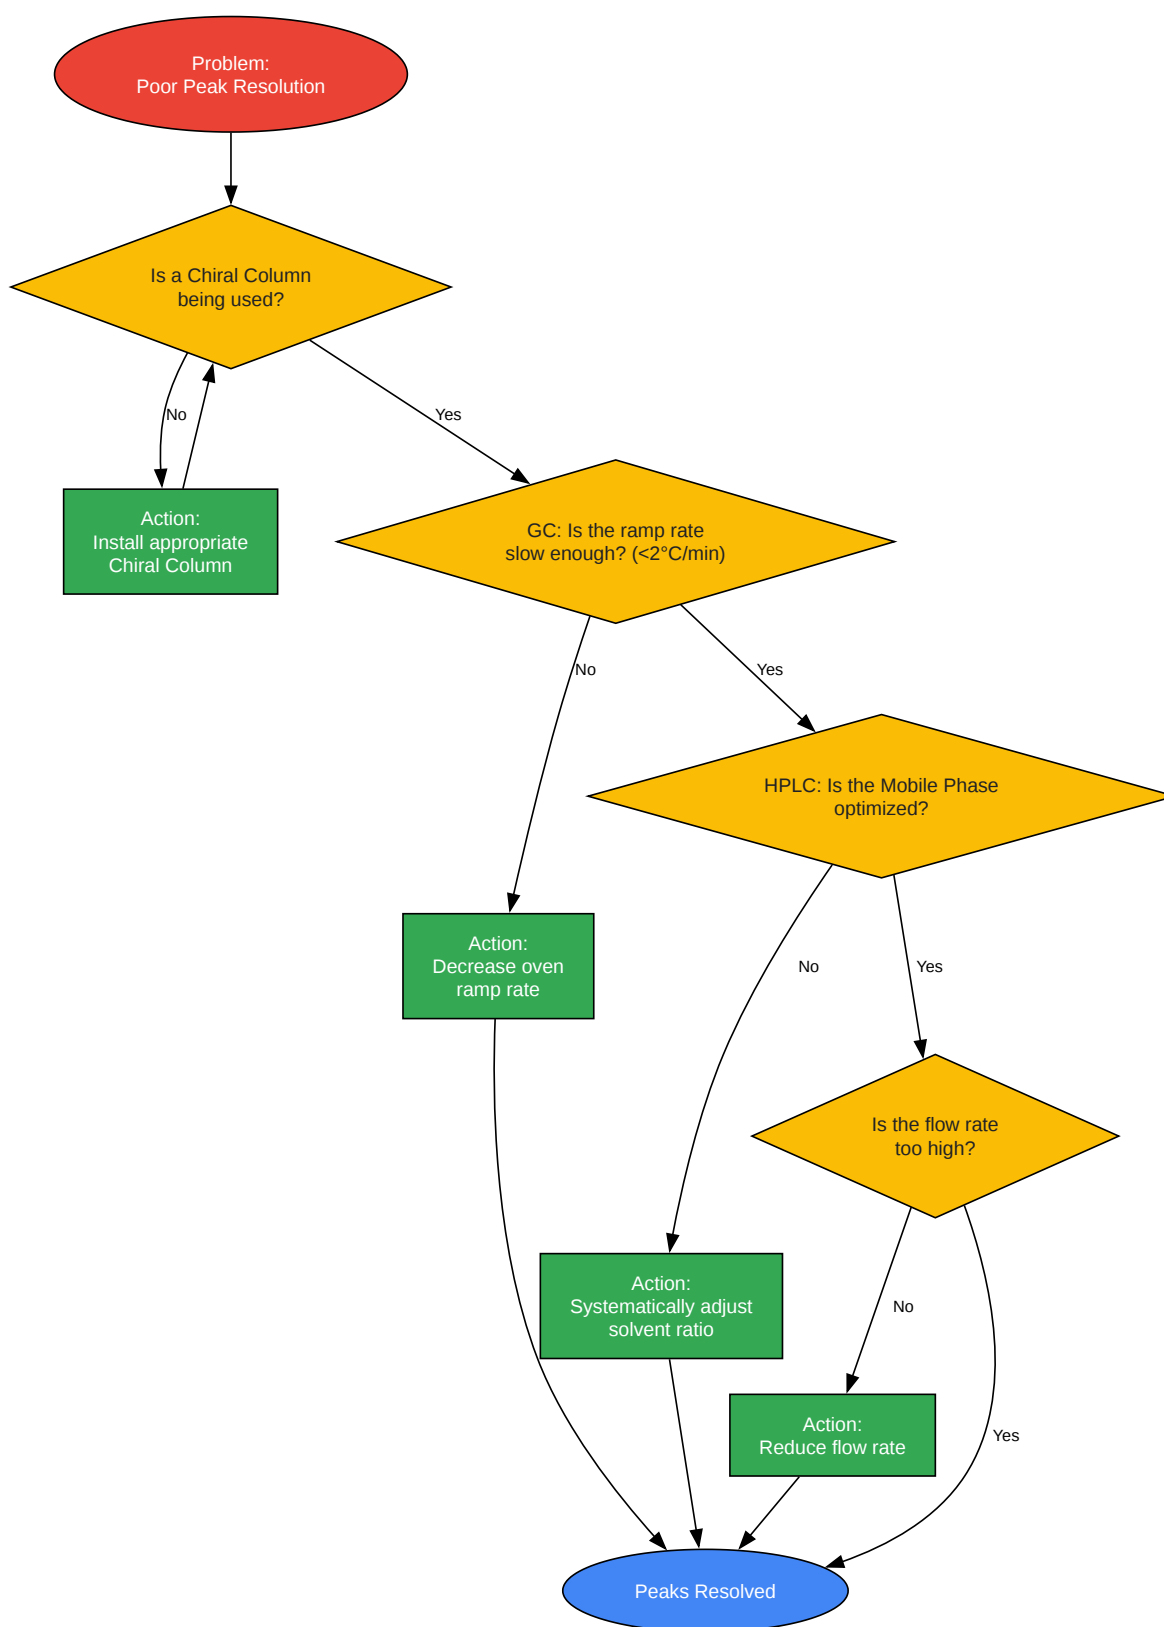 Problem:
Poor Peak Resolution
Is a Chiral Column
being used?
No
Yes
Action:
Install appropriate
Chiral Column
GC: Is the ramp rate
slow enough? (<2°C/min)
No
Yes
HPLC: Is the Mobile Phase
optimized?
Action:
Decrease oven
ramp rate
No
Yes
Is the flow rate
too high?
Action:
Systematically adjust
solvent ratio
No
Action:
Reduce flow rate
Yes
Peaks Resolved